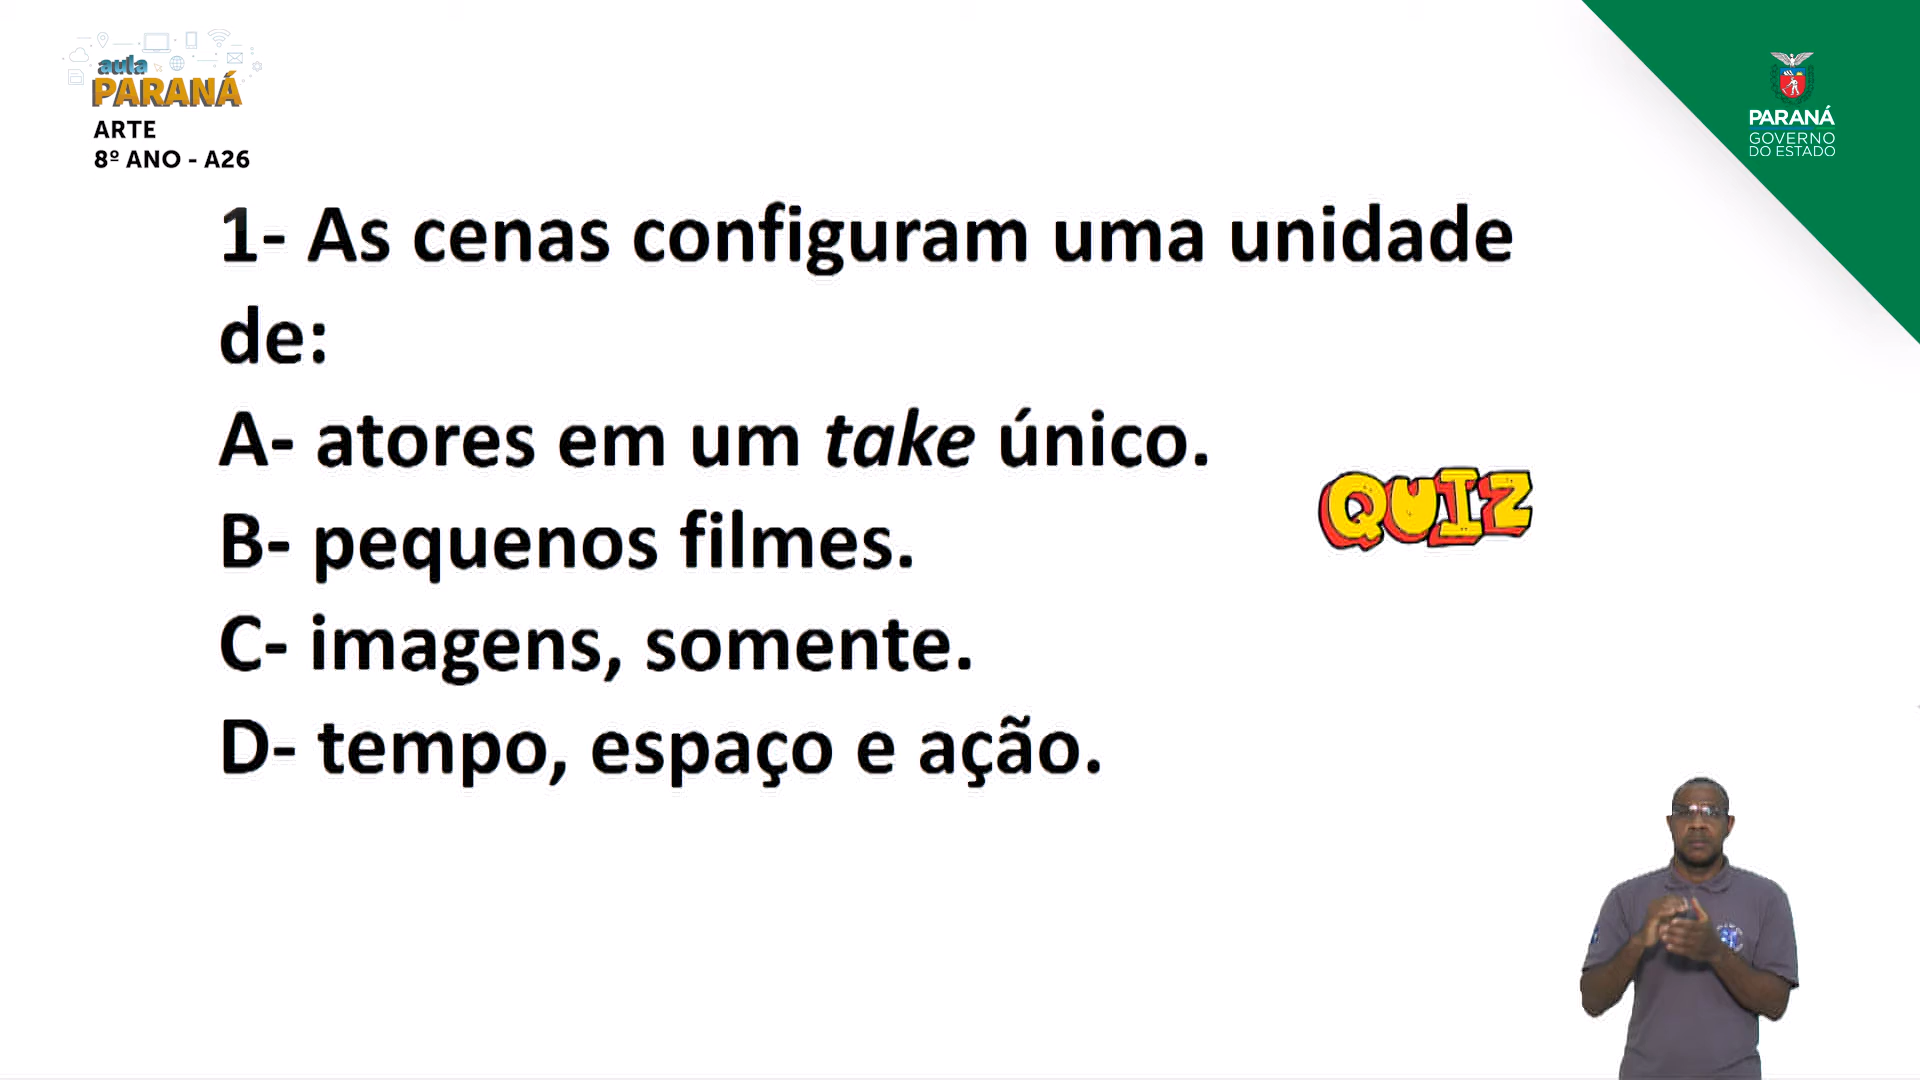 aula
PARANÁ
ARTE
8º ANO - A26
PARANÁ
GOVERNO
DO ESTADO
1- As cenas configuram uma unidade
de:
A- atores em um take único.
B- pequenos filmes.
C- imagens, somente.
D- tempo, espaço e ação.
QUIZ